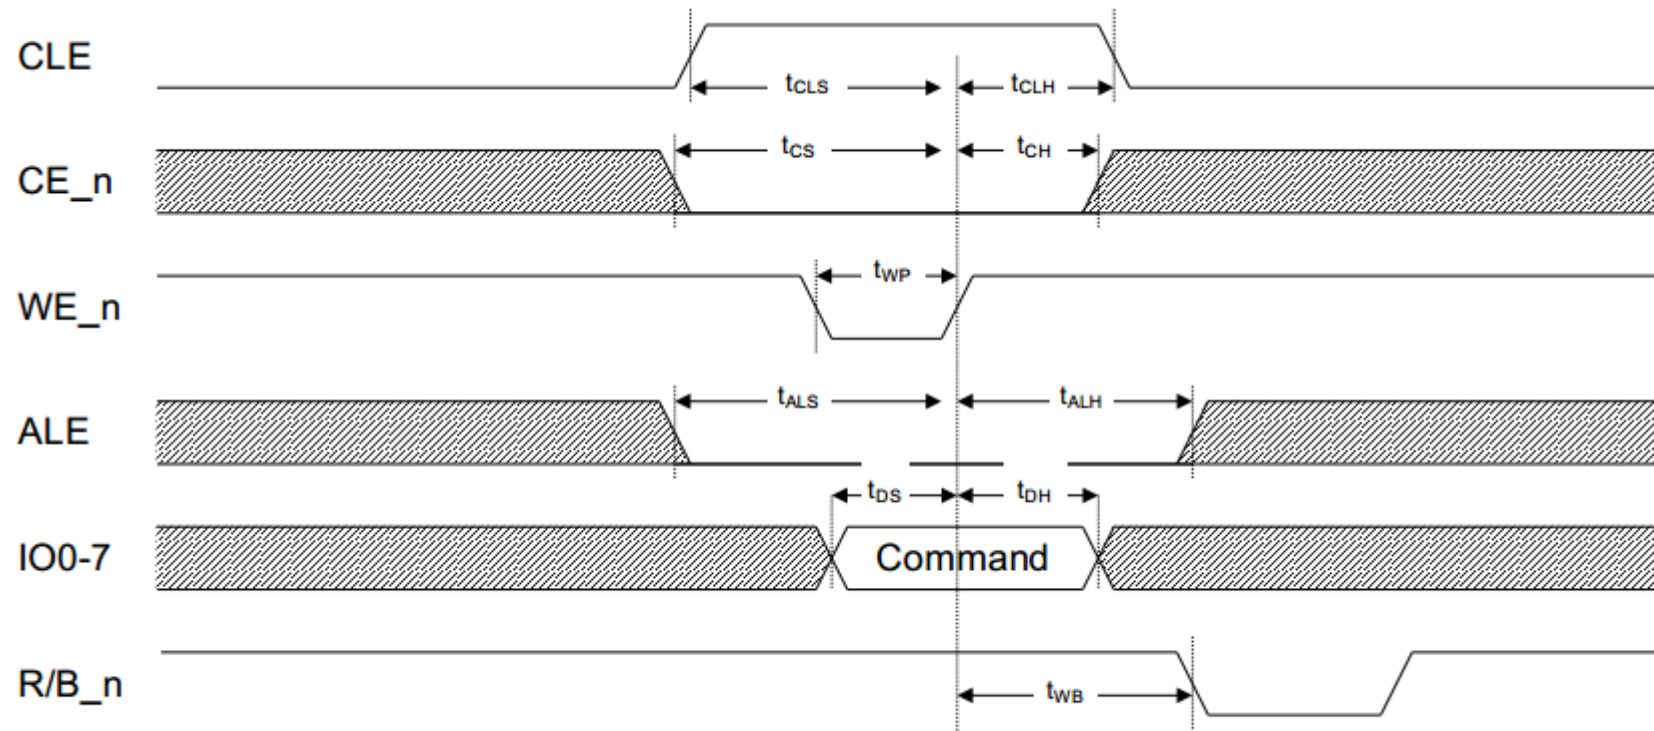 CLE
tCLS
tCLH
CE_n
tCS
tCH
WE_n
tWP
ALE
tALS
tALH
tDS
tDH
IO0-7
Command
R/B_n
tWB